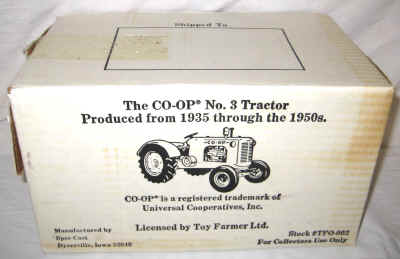 Shipped To
The CO-OP® No. 3 Tractor
Produced from 1935 through the 1950s.
CO-OP
CO-OP® is a registered trademark of
Universal Cooperatives, Inc.
Licensed by Toy Farmer Ltd.
Manufactured by
Spec Cast
Dyersville, Iowa 52040
Stock #TFO-002
For Collectors Use Only